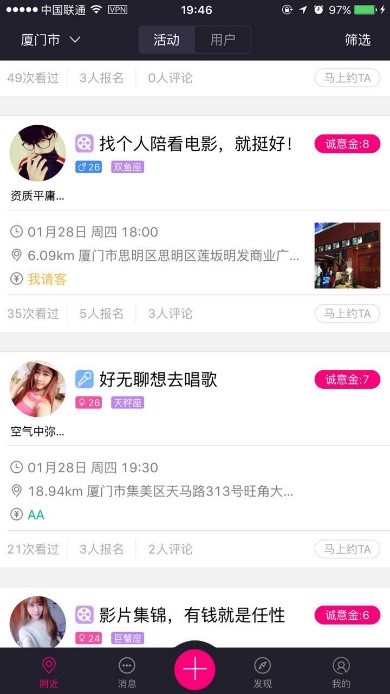 中国联通 VPN 19:46 97%
厦门市 活动 用户 筛选
49次看过 3人报名 0人评论 马上约TA
找个人陪看电影，就挺好！ 诚意金:8
26 双鱼座
资质平庸...
01月28日 周四 18:00
6.09km 厦门市思明区思明区莲坂明发商业广...
我请客
35次看过 5人报名 3人评论 马上约TA
好无聊想去唱歌 诚意金:7
26 天秤座
空气中弥...
01月28日 周四 19:30
18.94km 厦门市集美区天马路313号旺角大...
AA
21次看过 3人报名 2人评论 马上约TA
影片集锦，有钱就是任性 诚意金:6
24 巨蟹座
附近 消息 发现 我的